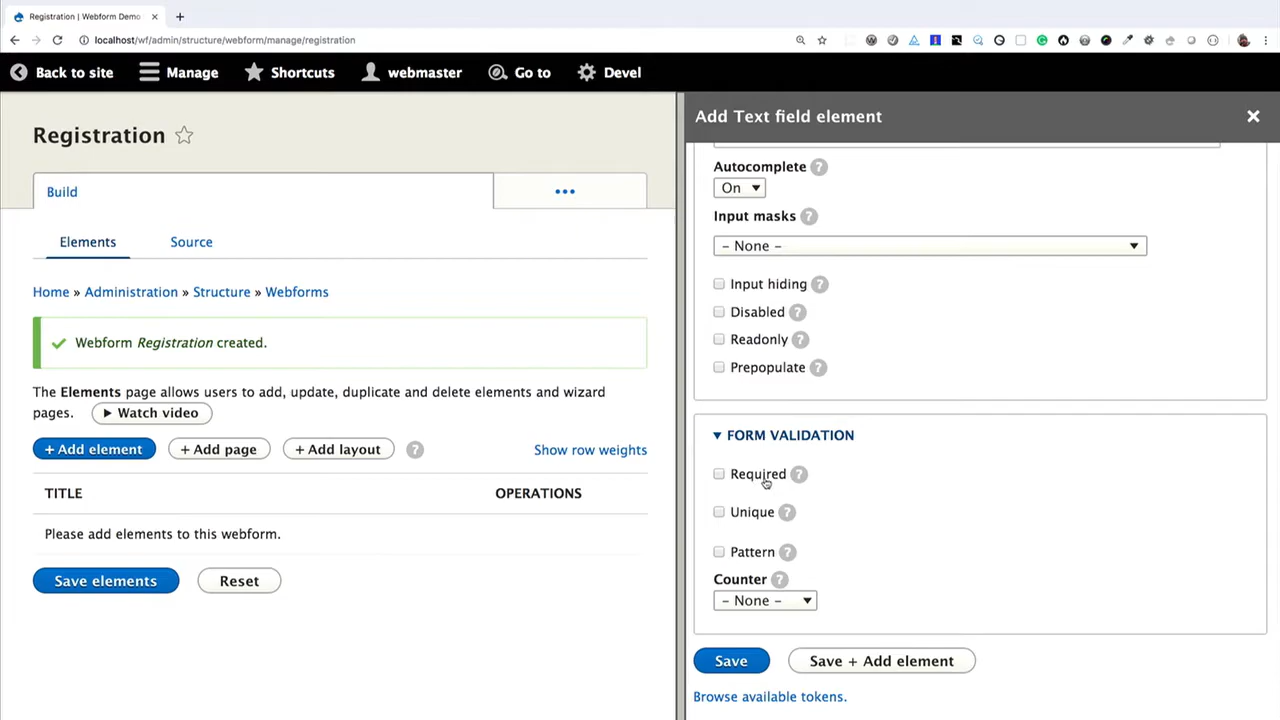 Registration | Webform Demo
localhost/wf/admin/structure/webform/manage/registration
Back to site Manage Shortcuts webmaster Go to Devel
Registration
Build
Elements Source
Home » Administration » Structure » Webforms
Webform Registration created.
The Elements page allows users to add, update, duplicate and delete elements and wizard
pages. Watch video
+ Add element + Add page + Add layout ? Show row weights
TITLE OPERATIONS
Please add elements to this webform.
Save elements Reset
Add Text field element
Autocomplete ?
On
Input masks ?
– None –
Input hiding ?
Disabled ?
Readonly ?
Prepopulate ?
FORM VALIDATION
Required ?
Unique ?
Pattern ?
Counter ?
– None –
Save Save + Add element
Browse available tokens.